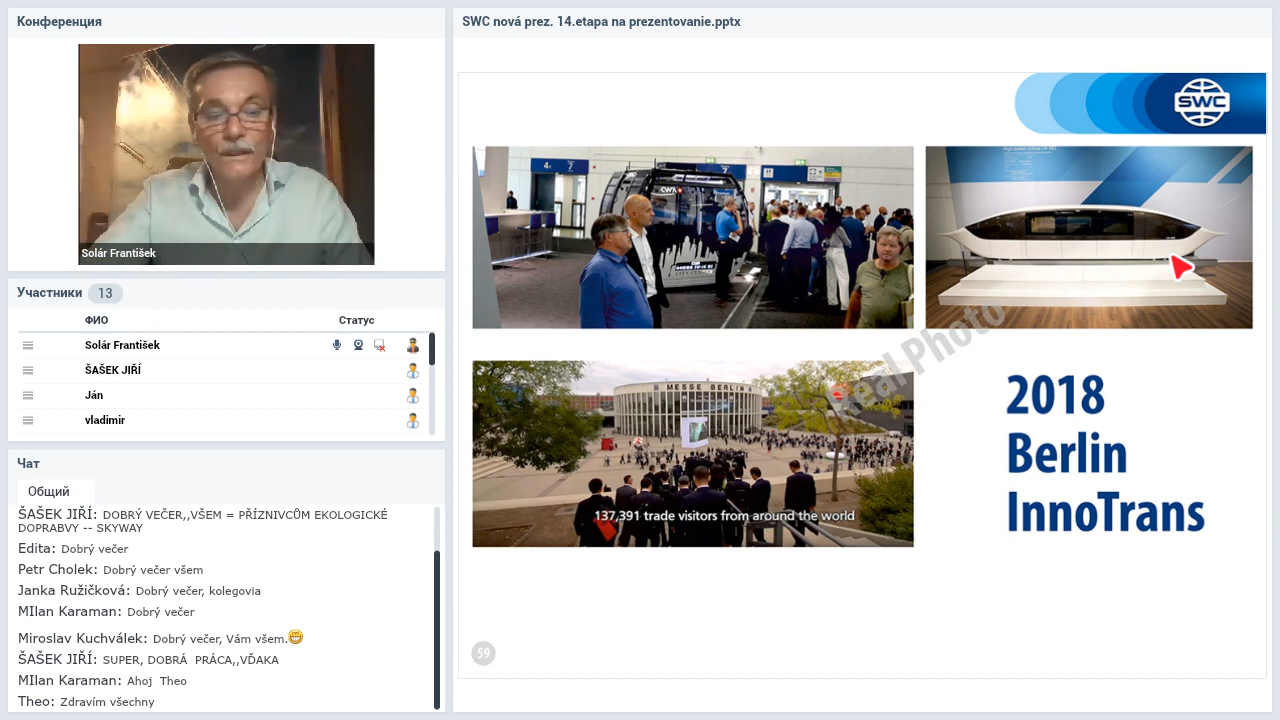 Конференция
Solár František
Участники 13
ФИО Статус
Solár František
ŠAŠEK JIŘÍ
Ján
vladimir
Чат
Общий
ŠAŠEK JIŘÍ: DOBRÝ VEČER,,VŠEM = PŘÍZNIVCŮM EKOLOGICKÉ
DOPRABVY -- SKYWAY
Edita: Dobrý večer
Petr Cholek: Dobrý večer všem
Janka Ružičková: Dobrý večer, kolegovia
MIlan Karaman: Dobrý večer
Miroslav Kuchválek: Dobrý večer, Vám všem.
ŠAŠEK JIŘÍ: SUPER, DOBRÁ  PRÁCA,,VĎAKA
MIlan Karaman: Ahoj  Theo
Theo: Zdravím všechny
SWC nová prez. 14.etapa na prezentovanie.pptx
SWC
4
7
7
CWA
Real Photo
MESSE BERLIN
137,391 trade visitors from around the world
2018
Berlin
InnoTrans
59